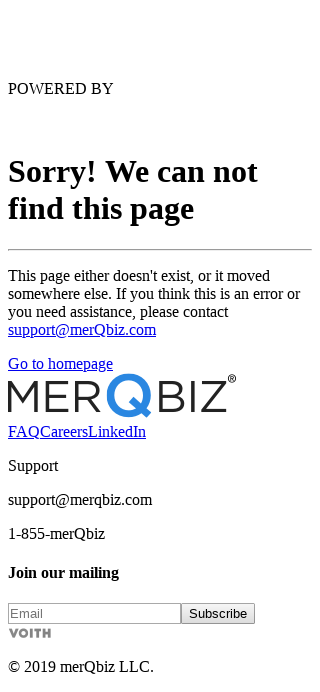 POWERED BY
Sorry! We can not
find this page
This page either doesn't exist, or it moved
somewhere else. If you think this is an error or
you need assistance, please contact
support@merQbiz.com
Go to homepage
MERQBIZ®
FAQCareersLinkedIn
Support
support@merqbiz.com
1-855-merQbiz
Join our mailing
Email Subscribe
VOITH
© 2019 merQbiz LLC.